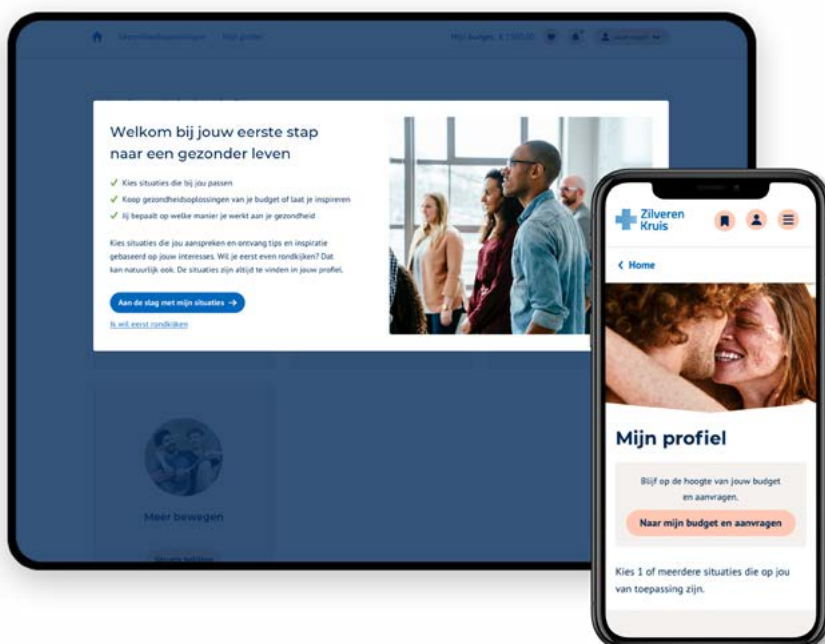 Mijn budget:
Welkom bij jouw eerste stap
naar een gezonder leven
✓ Kies situaties die bij jou passen
✓ Koop gezondheidsoplossingen van je budget of laat je inspireren
✓ Jij bepaalt op welke manier je werkt aan je gezondheid
Kies situaties die jou aanspreken en ontvang tips en inspiratie
gebaseerd op jouw interesses. Wil je eerst even rondkijken? Dat
kan natuurlijk ook. De situaties zijn altijd te vinden in jouw profiel.
Aan de slag met mijn situaties →
Ik wil eerst rondkijken
Meer bewegen
Zilveren
Kruis
< Home
Mijn profiel
Blijf op de hoogte van jouw budget
en aanvragen.
Naar mijn budget en aanvragen
Kies 1 of meerdere situaties die op jou
van toepassing zijn.